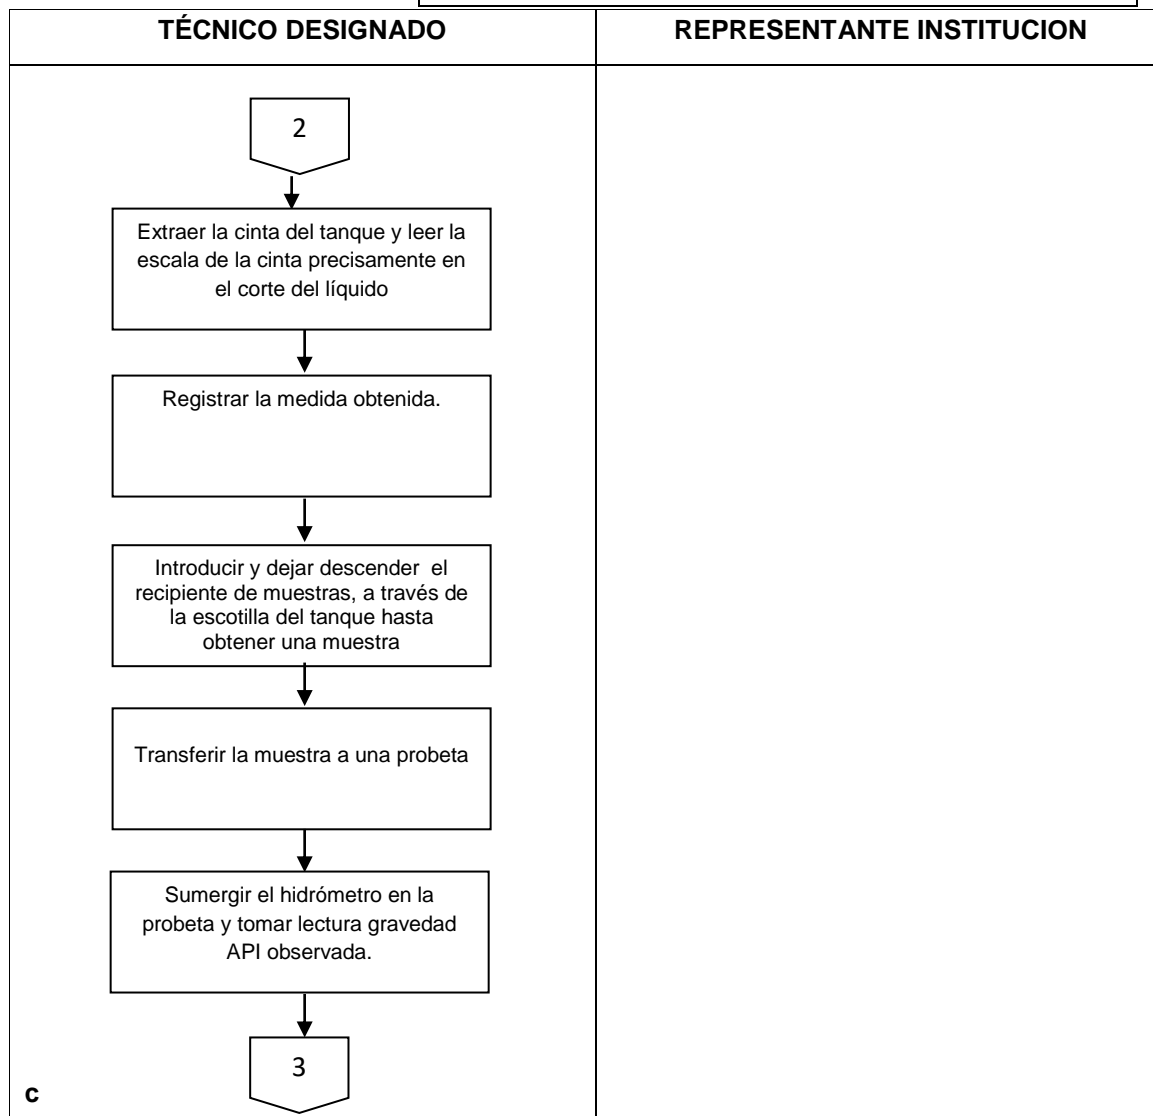 TÉCNICO DESIGNADO
REPRESENTANTE INSTITUCION
2
Extraer la cinta del tanque y leer la
escala de la cinta precisamente en
el corte del líquido
Registrar la medida obtenida.
Introducir y dejar descender el
recipiente de muestras, a través de
la escotilla del tanque hasta
obtener una muestra
Transferir la muestra a una probeta
Sumergir el hidrómetro en la
probeta y tomar lectura gravedad
API observada.
3
c